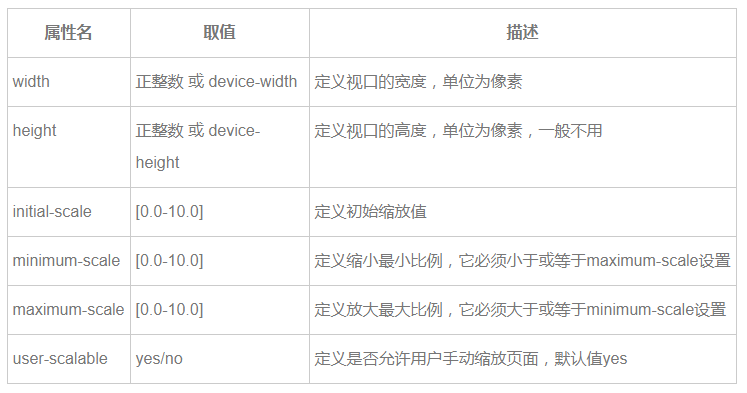 属性名 取值 描述
width 正整数 或 device-width 定义视口的宽度，单位为像素
height 正整数 或 device- 定义视口的高度，单位为像素，一般不用
height
initial-scale [0.0-10.0] 定义初始缩放值
minimum-scale [0.0-10.0] 定义缩小最小比例，它必须小于或等于maximum-scale设置
maximum-scale [0.0-10.0] 定义放大最大比例，它必须大于或等于minimum-scale设置
user-scalable yes/no 定义是否允许用户手动缩放页面，默认值yes